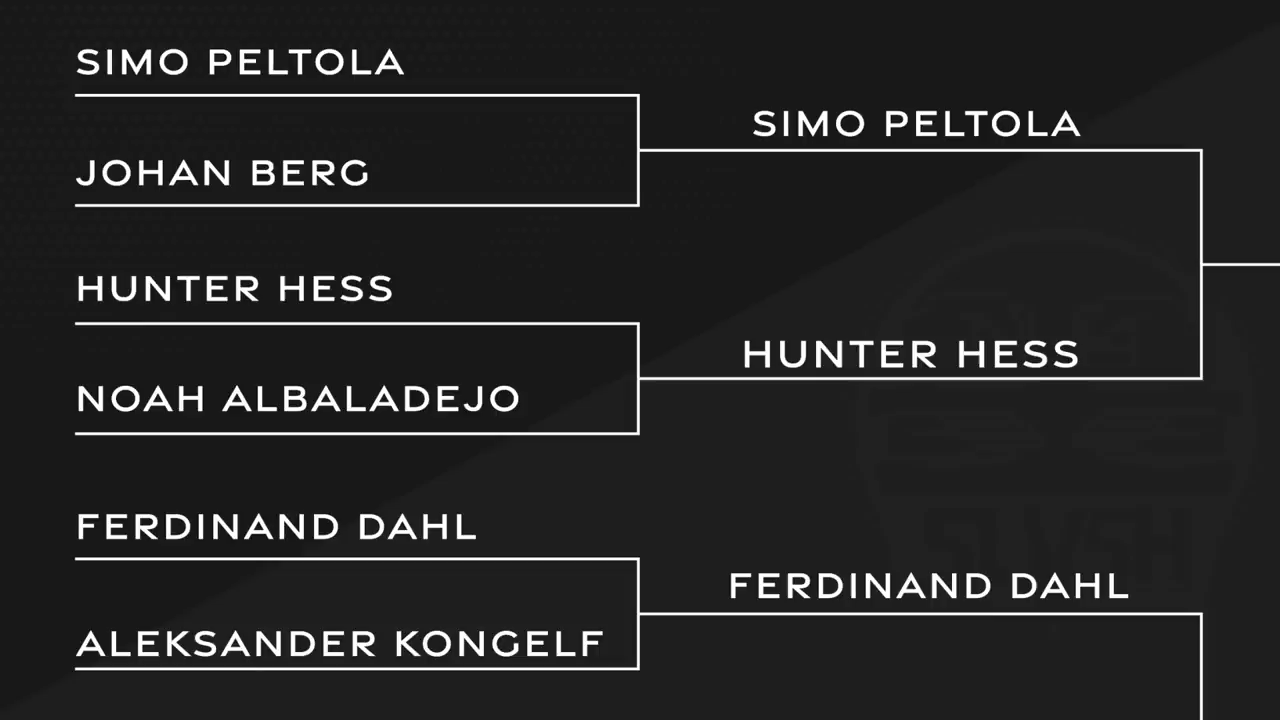 SIMO PELTOLA
SIMO PELTOLA
JOHAN BERG
HUNTER HESS
HUNTER HESS
NOAH ALBALADEJO
FERDINAND DAHL
FERDINAND DAHL
ALEKSANDER KONGELF